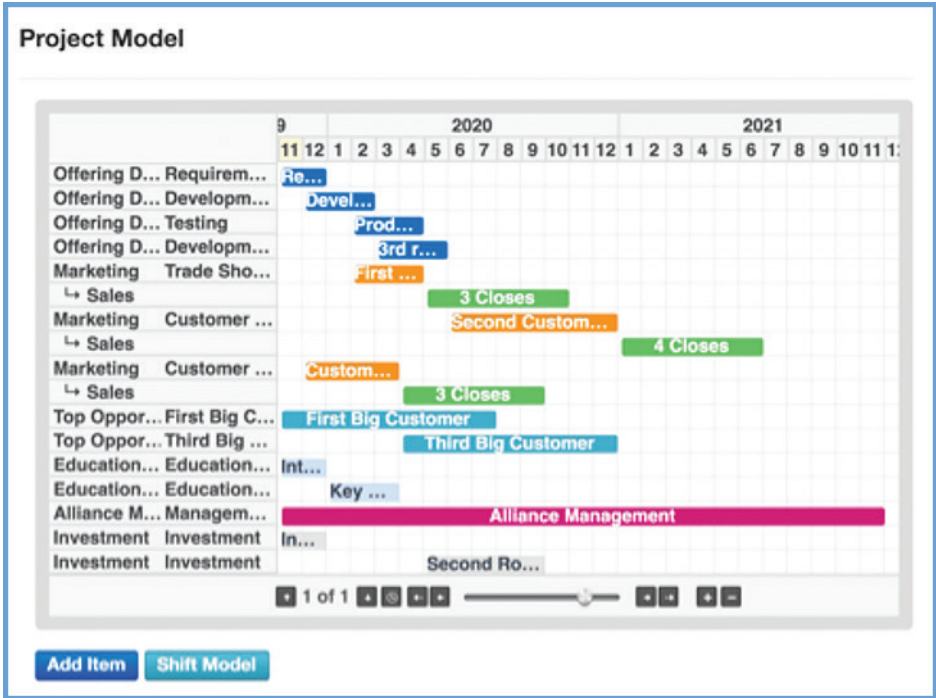 Project Model
9 2020 2021
11 12 1 2 3 4 5 6 7 8 9 10 11 12 1 2 3 4 5 6 7 8 9 10 11 1:
Offering D... Requirem... Re...
Offering D... Developm... Devel...
Offering D... Testing Prod...
Offering D... Developm... 3rd r...
Marketing Trade Sho... First ...
↳ Sales 3 Closes
Marketing Customer ... Second Custom...
↳ Sales 4 Closes
Marketing Customer ... Custom...
↳ Sales 3 Closes
Top Oppor... First Big C... First Big Customer
Top Oppor... Third Big ... Third Big Customer
Education... Education... Int...
Education... Education... Key ...
Alliance M... Managem... Alliance Management
Investment Investment In...
Investment Investment Second Ro...
1 of 1
Add Item Shift Model